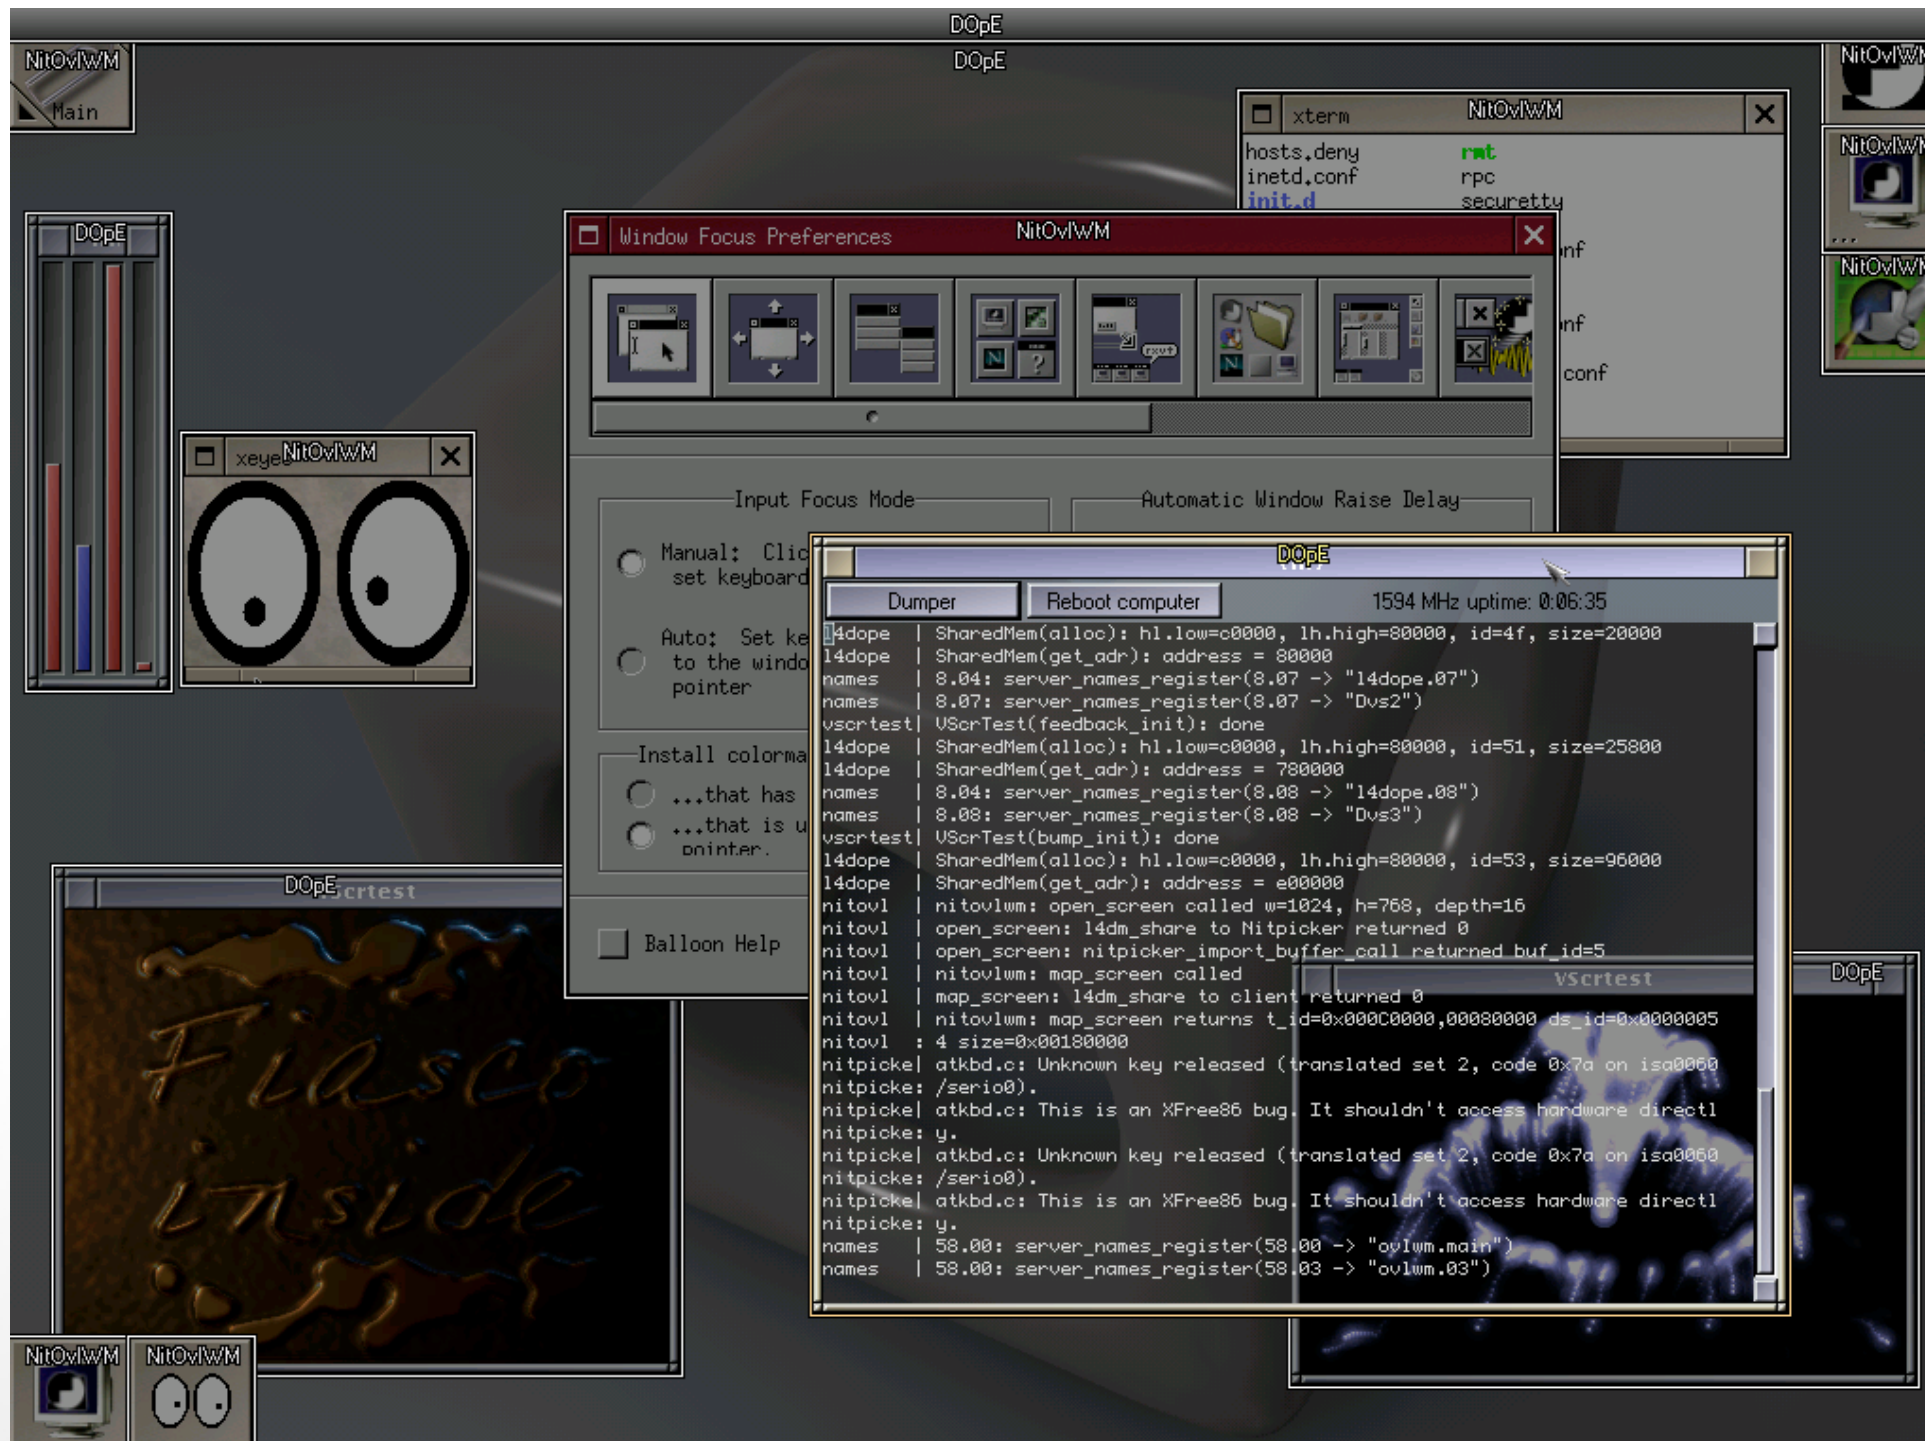 DOpE
DOpE
NitOvlWM
Main
NitOvlWM
NitOvlWM
NitOvlWM
xterm NitOvlWM
hosts.deny rmt
inetd.conf rpc
init.d securetty
nf
nf
conf
DOpE
Window Focus Preferences NitOvlWM
rxvt
xeyes NitOvlWM
Input Focus Mode
Automatic Window Raise Delay
Manual: Clic
set keyboard
Auto: Set ke
to the windo
pointer
Install colorma
...that has
...that is u
pointer.
Balloon Help
DOpE
Dumper Reboot computer 1594 MHz uptime: 0:06:35
l4dope | SharedMem(alloc): hl.low=c0000, lh.high=80000, id=4f, size=20000
l4dope | SharedMem(get_adr): address = 80000
names | 8.04: server_names_register(8.07 -> "l4dope.07")
names | 8.07: server_names_register(8.07 -> "Dvs2")
vscrtest| VScrTest(feedback_init): done
l4dope | SharedMem(alloc): hl.low=c0000, lh.high=80000, id=51, size=25800
l4dope | SharedMem(get_adr): address = 780000
names | 8.04: server_names_register(8.08 -> "l4dope.08")
names | 8.08: server_names_register(8.08 -> "Dvs3")
vscrtest| VScrTest(bump_init): done
l4dope | SharedMem(alloc): hl.low=c0000, lh.high=80000, id=53, size=96000
l4dope | SharedMem(get_adr): address = e00000
nitovl | nitovlwm: open_screen called w=1024, h=768, depth=16
nitovl | open_screen: l4dm_share to Nitpicker returned 0
nitovl | open_screen: nitpicker_import_buffer_call returned buf_id=5
nitovl | nitovlwm: map_screen called
nitovl | map_screen: l4dm_share to client returned 0
nitovl | nitovlwm: map_screen returns t_id=0x000C0000,00080000 ds_id=0x0000005
nitovl : 4 size=0x00180000
nitpicke| atkbd.c: Unknown key released (translated set 2, code 0x7a on isa0060
nitpicke: /serio0).
nitpicke| atkbd.c: This is an XFree86 bug. It shouldn't access hardware directl
nitpicke: y.
nitpicke| atkbd.c: Unknown key released (translated set 2, code 0x7a on isa0060
nitpicke: /serio0).
nitpicke| atkbd.c: This is an XFree86 bug. It shouldn't access hardware directl
nitpicke: y.
names | 58.00: server_names_register(58.00 -> "ovlwm.main")
names | 58.00: server_names_register(58.03 -> "ovlwm.03")
DOpE
Scrtest
Fiasco
inside
VScrtest DOpE
NitOvlWM NitOvlWM